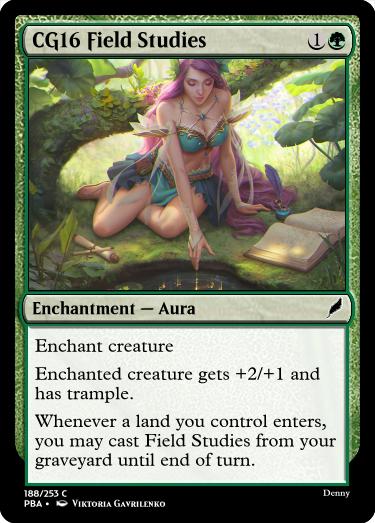 CG16 Field Studies 1
Enchantment — Aura
Enchant creature
Enchanted creature gets +2/+1 and
has trample.
Whenever a land you control enters,
you may cast Field Studies from your
graveyard until end of turn.
188/253 C Denny
PBA • Viktoria Gavrilenko